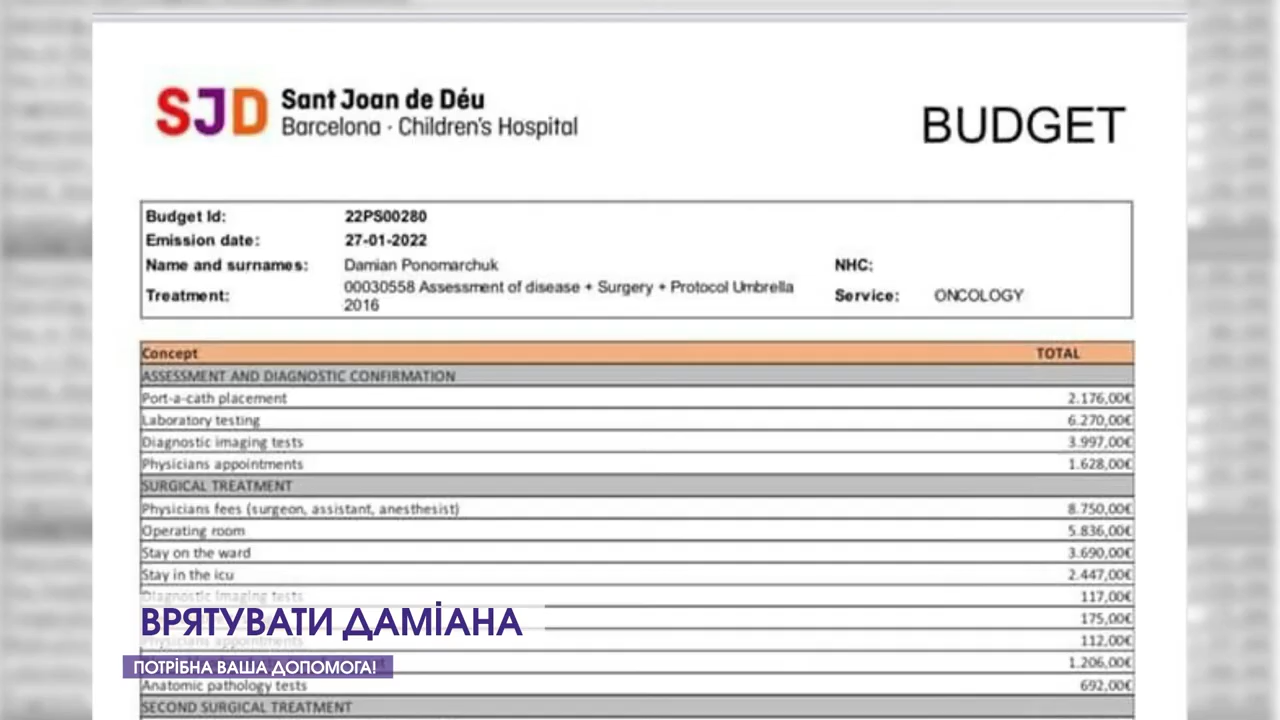 SJD Sant Joan de Déu
Barcelona · Children's Hospital
BUDGET
Budget Id: 22PS00280
Emission date: 27-01-2022
Name and surnames: Damian Ponomarchuk NHC:
Treatment: 00030558 Assessment of disease + Surgery + Protocol Umbrella 2016 Service: ONCOLOGY
Concept TOTAL
ASSESSMENT AND DIAGNOSTIC CONFIRMATION
Port-a-cath placement 2.176,00€
Laboratory testing 6.270,00€
Diagnostic imaging tests 3.997,00€
Physicians appointments 1.628,00€
SURGICAL TREATMENT
Physicians fees (surgeon, assistant, anesthesist) 8.750,00€
Operating room 5.836,00€
Stay on the ward 3.690,00€
Stay in the icu 2.447,00€
Diagnostic imaging tests 117,00€
175,00€
Physicians appointments 112,00€
1.206,00€
Anatomic pathology tests 692,00€
SECOND SURGICAL TREATMENT
ВРЯТУВАТИ ДАМІАНА
ПОТРІБНА ВАША ДОПОМОГА!